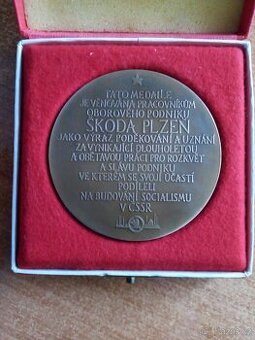 TATO MEDAILE
JE VĚNOVÁNA PRACOVNÍKŮM
OBOROVÉHO PODNIKU
ŠKODA PLZEŇ
JAKO VÝRAZ PODĚKOVÁNÍ A UZNÁNÍ
ZA VYNIKAJÍCÍ DLOUHOLETOU
A OBĚTAVOU PRÁCI PRO ROZKVĚT
A SLÁVU PODNIKU
VE KTERÉM SE SVOJÍ ÚČASTÍ
PODÍLELI
NA BUDOVÁNÍ SOCIALISMU
V ČSSR